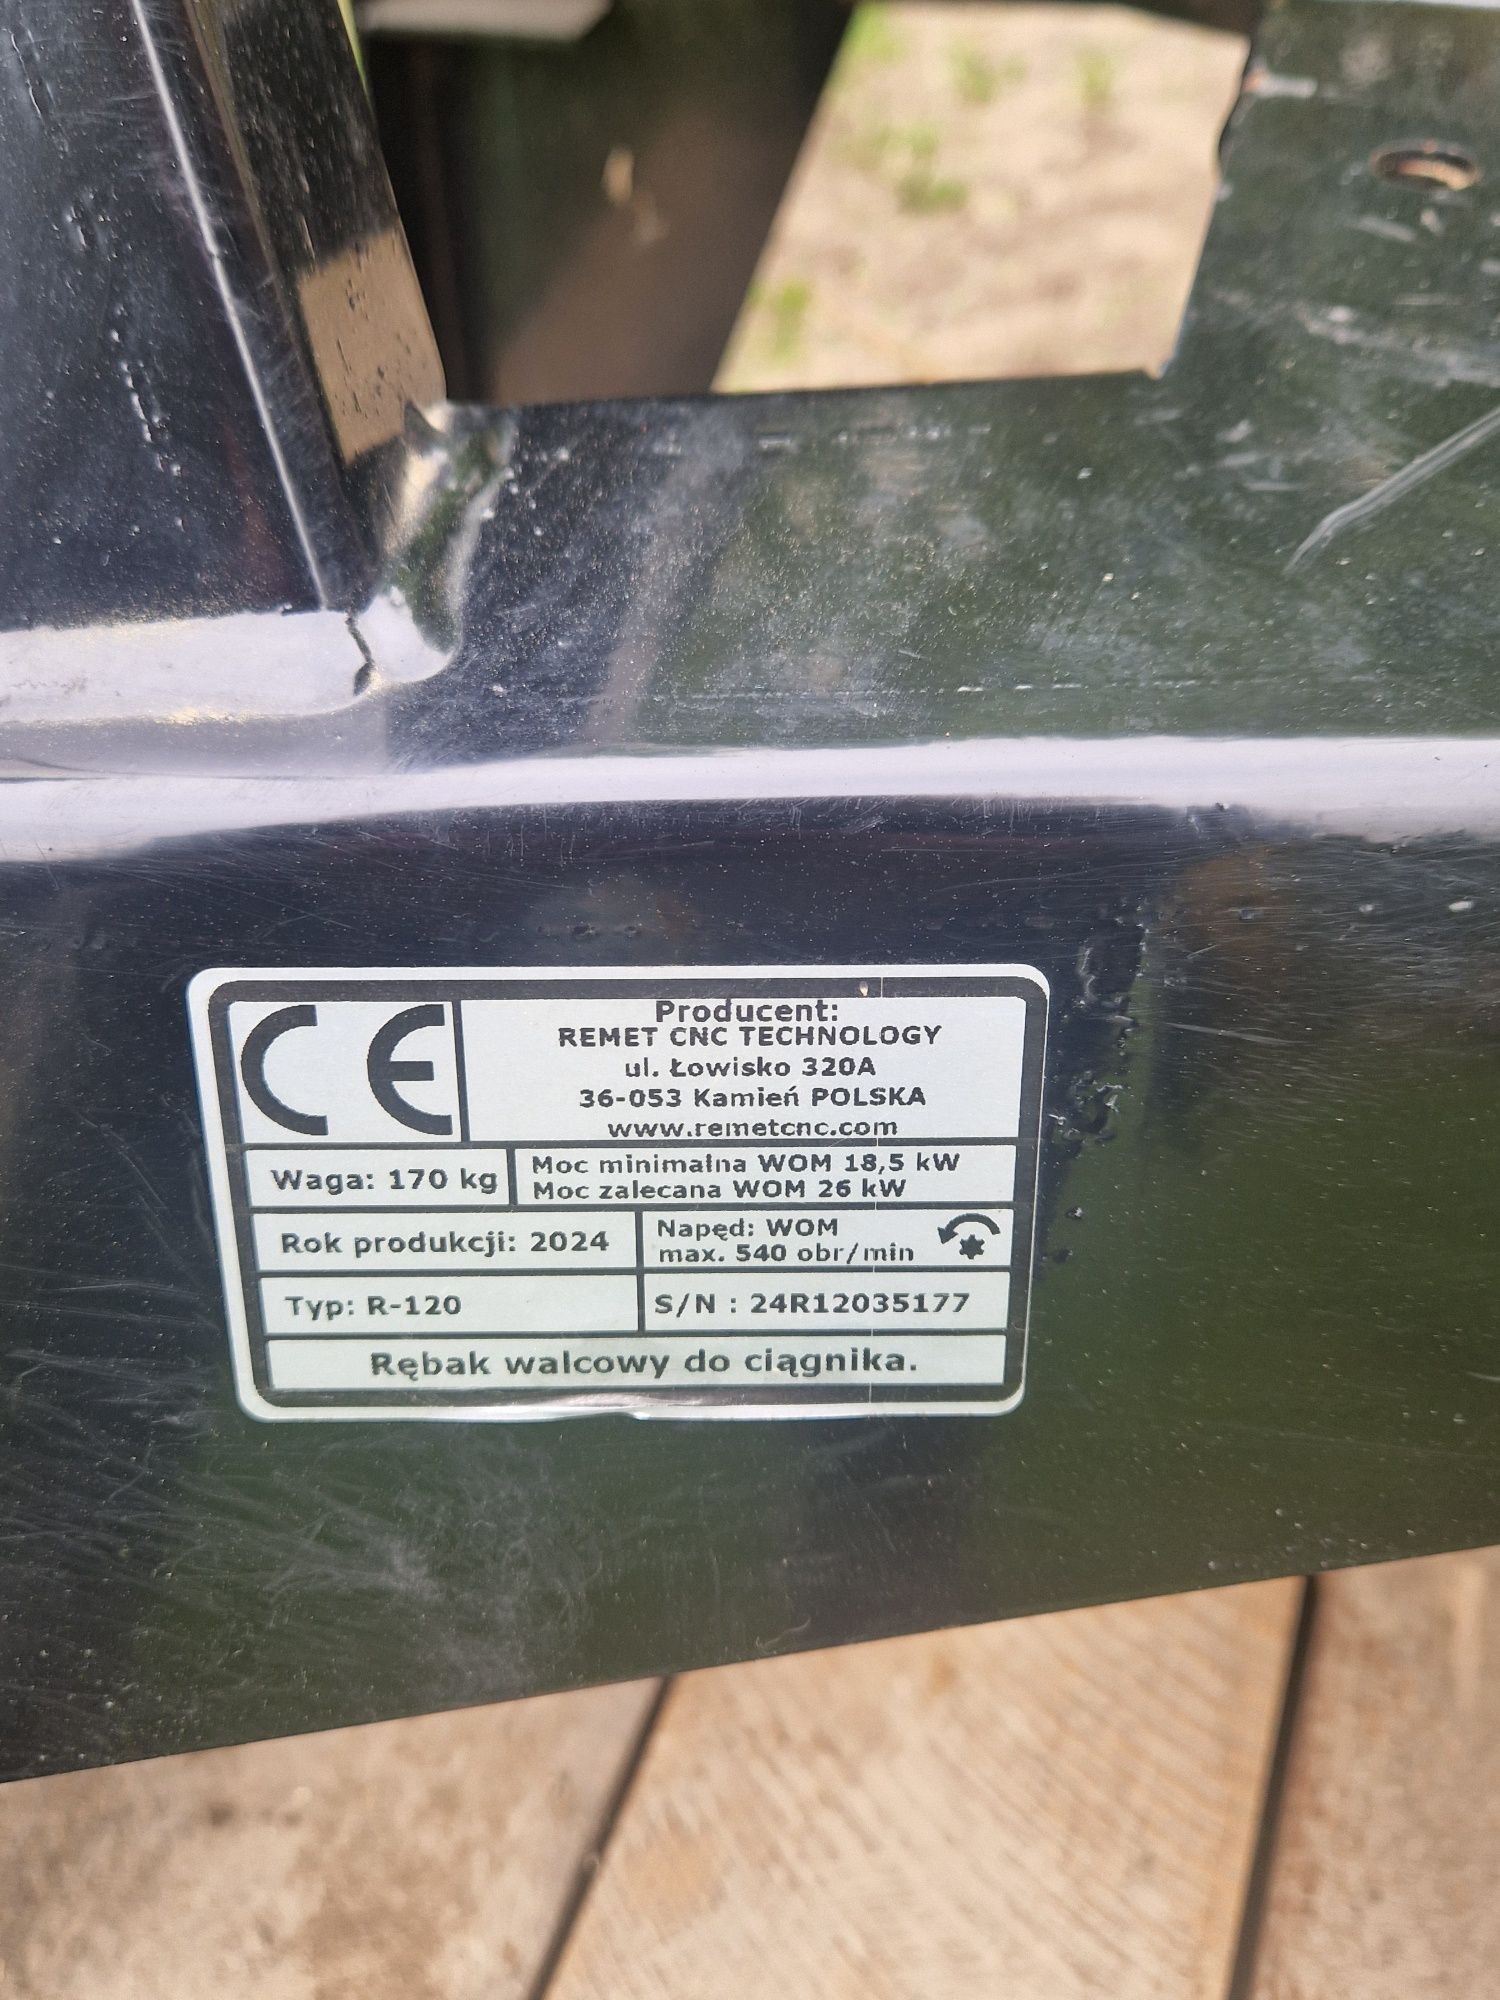 CE
Producent:
REMET CNC TECHNOLOGY
ul. Łowisko 320A
36-053 Kamień POLSKA
www.remetcnc.com
Waga: 170 kg
Moc minimalna WOM 18,5 kW
Moc zalecana WOM 26 kW
Rok produkcji: 2024
Napęd: WOM
max. 540 obr/min
Typ: R-120
S/N : 24R12035177
Rębak walcowy do ciągnika.